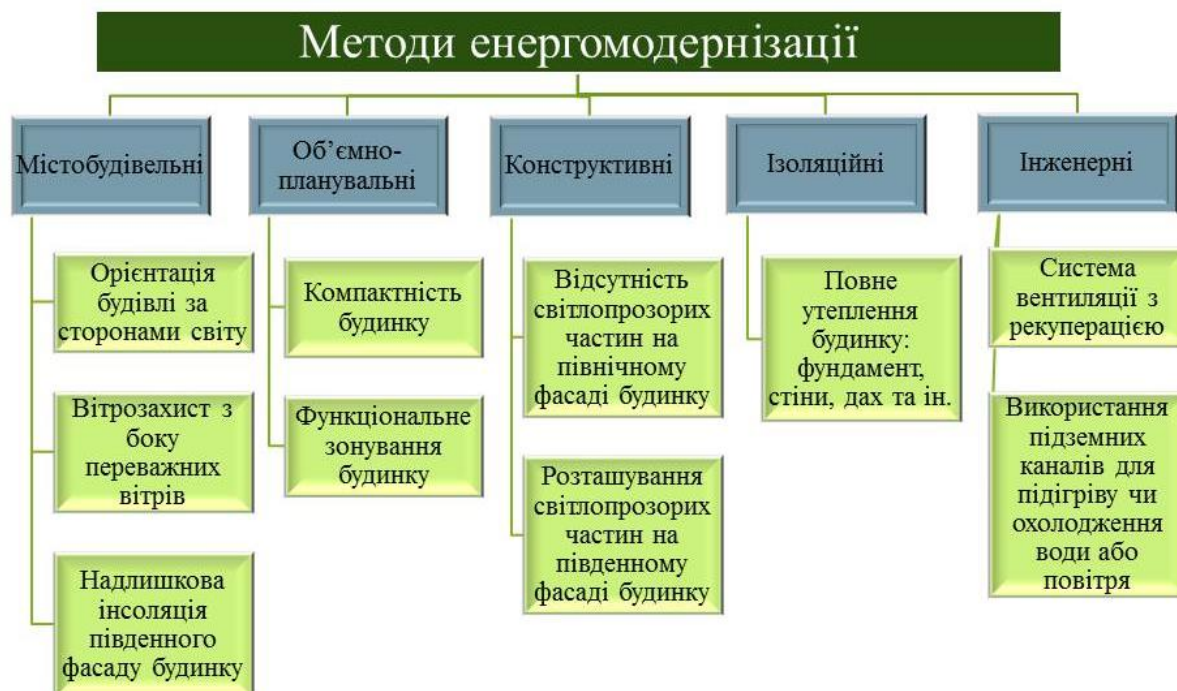 Методи енергомодернізації
Містобудівельні
Орієнтація
будівлі за
сторонами світу
Вітрозахист з
боку
переважних
вітрів
Надлишкова
інсоляція
південного
фасаду будинку
Об’ємно-
планувальні
Компактність
будинку
Функціональне
зонування
будинку
Конструктивні
Відсутність
світлопрозорих
частин на
північному
фасаді будинку
Розташування
світлопрозорих
частин на
південному
фасаді будинку
Ізоляційні
Повне
утеплення
будинку:
фундамент,
стіни, дах та ін.
Інженерні
Система
вентиляції з
рекуперацією
Використання
підземних
каналів для
підігріву чи
охолодження
води або
повітря